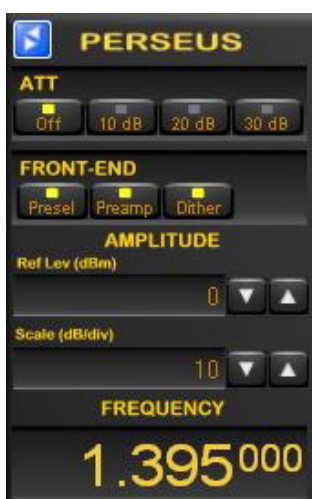 PERSEUS
ATT
Off 10 dB 20 dB 30 dB
FRONT-END
Presel Preamp Dither
AMPLITUDE
Ref Lev (dBm)
0
Scale (dB/div)
10
FREQUENCY
1.395000